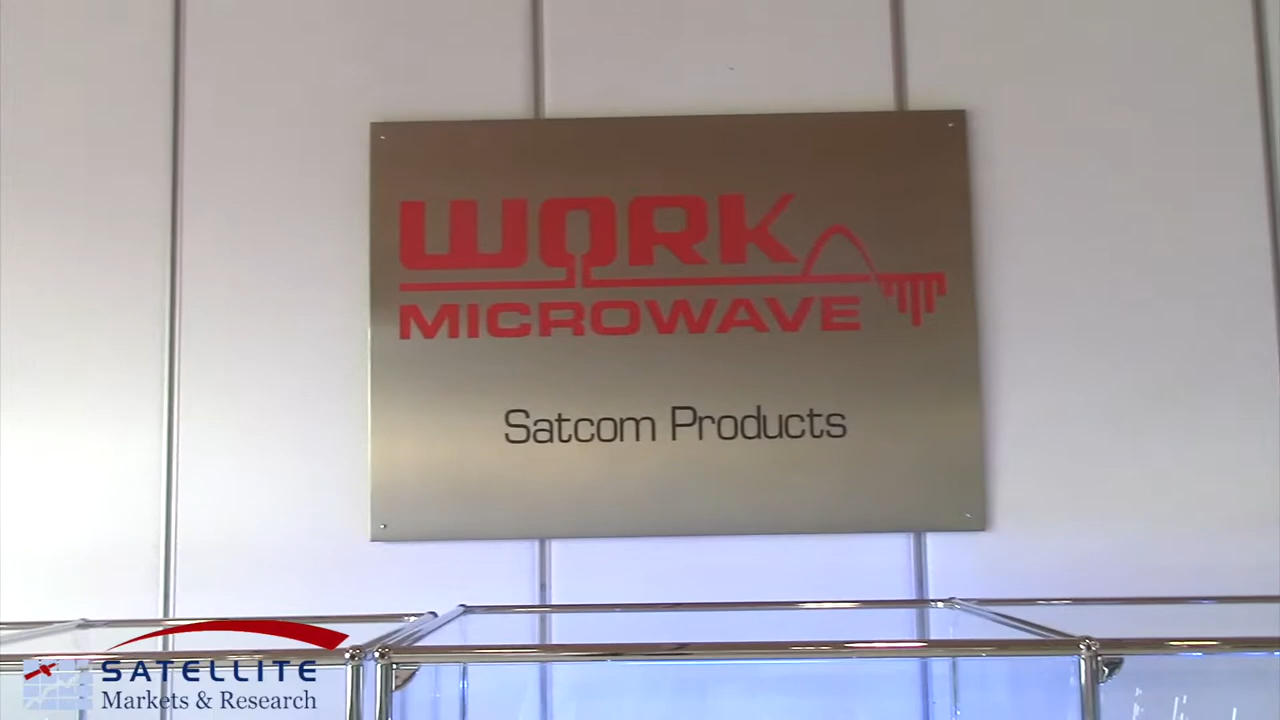 WORK
MICROWAVE
Satcom Products
SATELLITE
Markets & Research